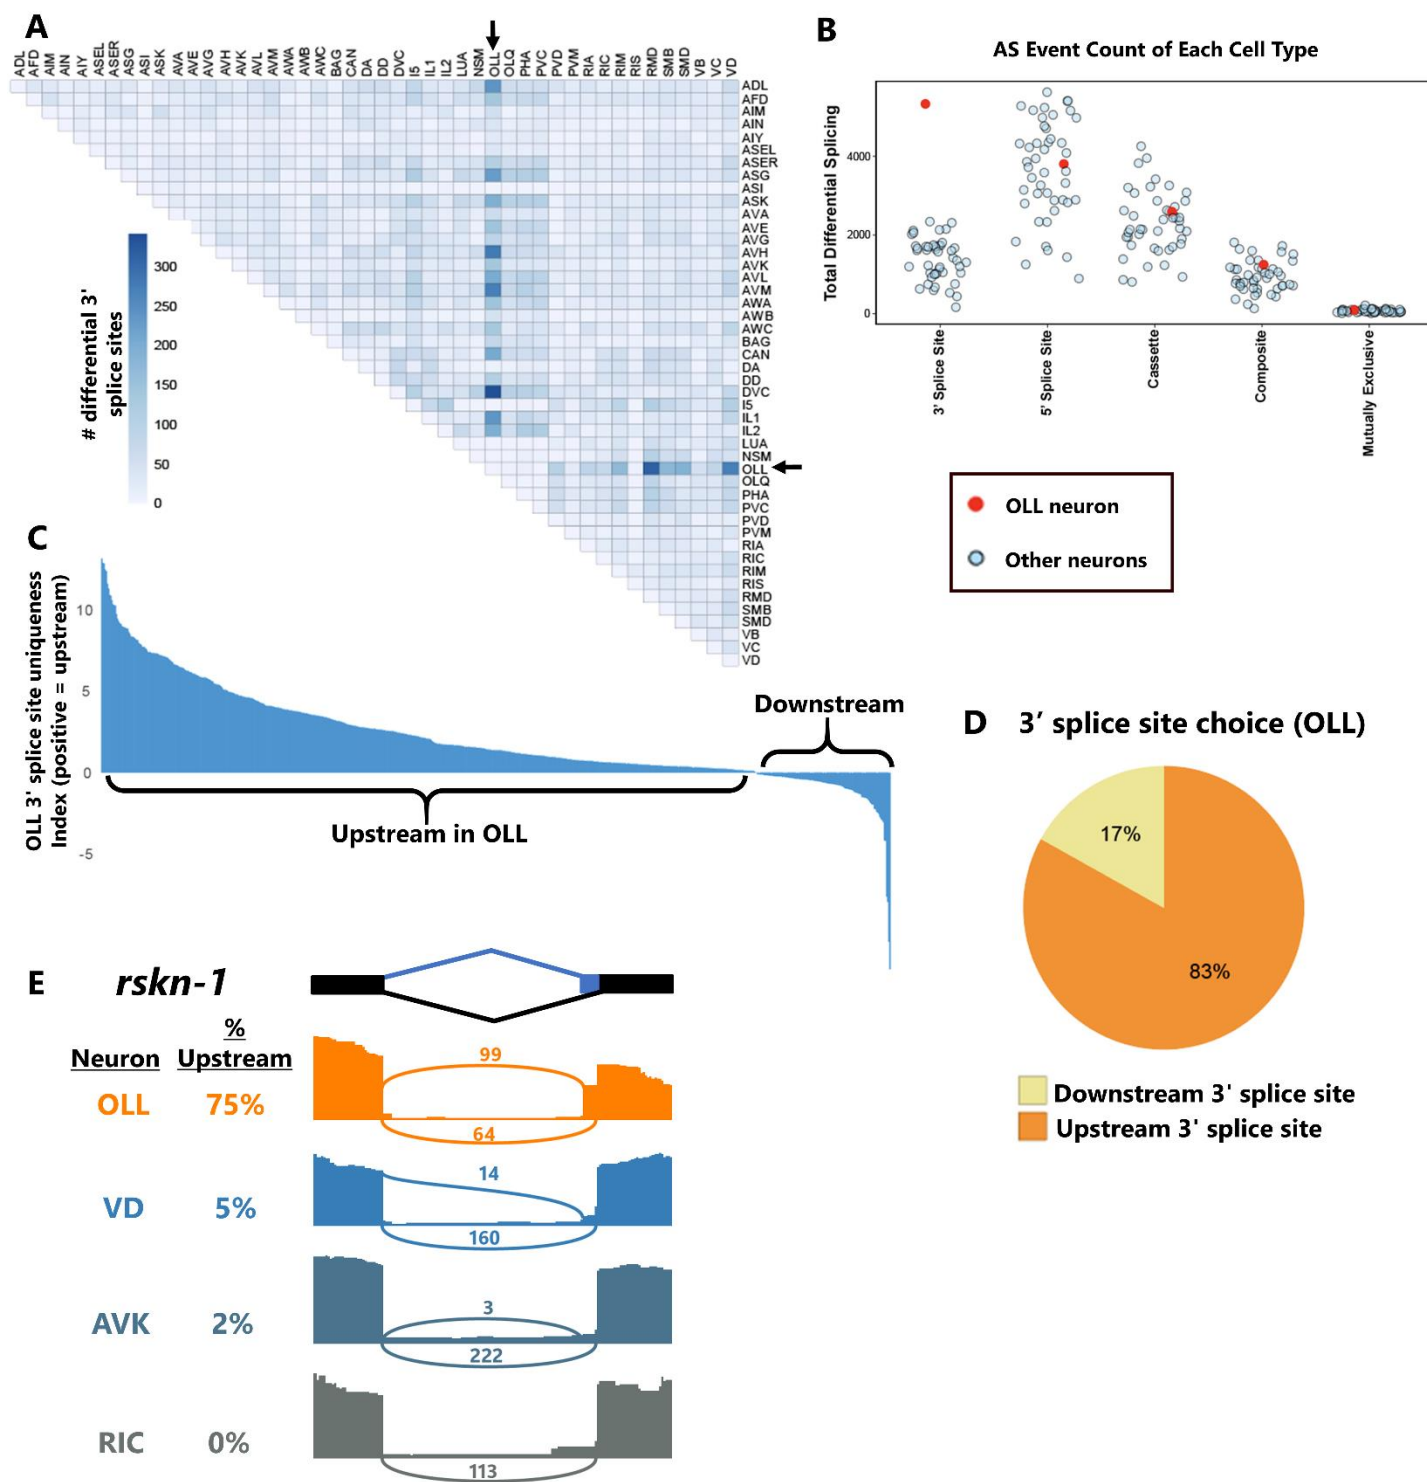 A
ADL AFD AIM AIN AIY ASEL ASER ASG ASI ASK AVA AVE AVG AVH AVK AVL AVM AWA AWB AWC BAG CAN DA DD DVC I5 IL1 IL2 LUA NSM OLL OLQ PHA PVC PVD PVM RIA RIC RIM RIS RMD SMB SMD VB VC VD
ADL
AFD
AIM
AIN
AIY
ASEL
ASER
ASG
ASI
ASK
AVA
AVE
AVG
AVH
AVK
AVL
AVM
AWA
AWB
AWC
BAG
CAN
DA
DD
DVC
I5
IL1
IL2
LUA
NSM
OLL
OLQ
PHA
PVC
PVD
PVM
RIA
RIC
RIM
RIS
RMD
SMB
SMD
VB
VC
VD
# differential 3'
splice sites
300
250
200
150
100
50
0
B
AS Event Count of Each Cell Type
Total Differential Splicing
4000
2000
0
3' Splice Site
5' Splice Site
Cassette
Composite
Mutually Exclusive
OLL neuron
Other neurons
C
OLL 3' splice site uniqueness
Index (positive = upstream)
10
5
0
-5
Upstream in OLL
Downstream
D
3' splice site choice (OLL)
17%
83%
Downstream 3' splice site
Upstream 3' splice site
E
rskn-1
%
Neuron Upstream
OLL 75%
99
64
VD 5%
14
160
AVK 2%
3
222
RIC 0%
113